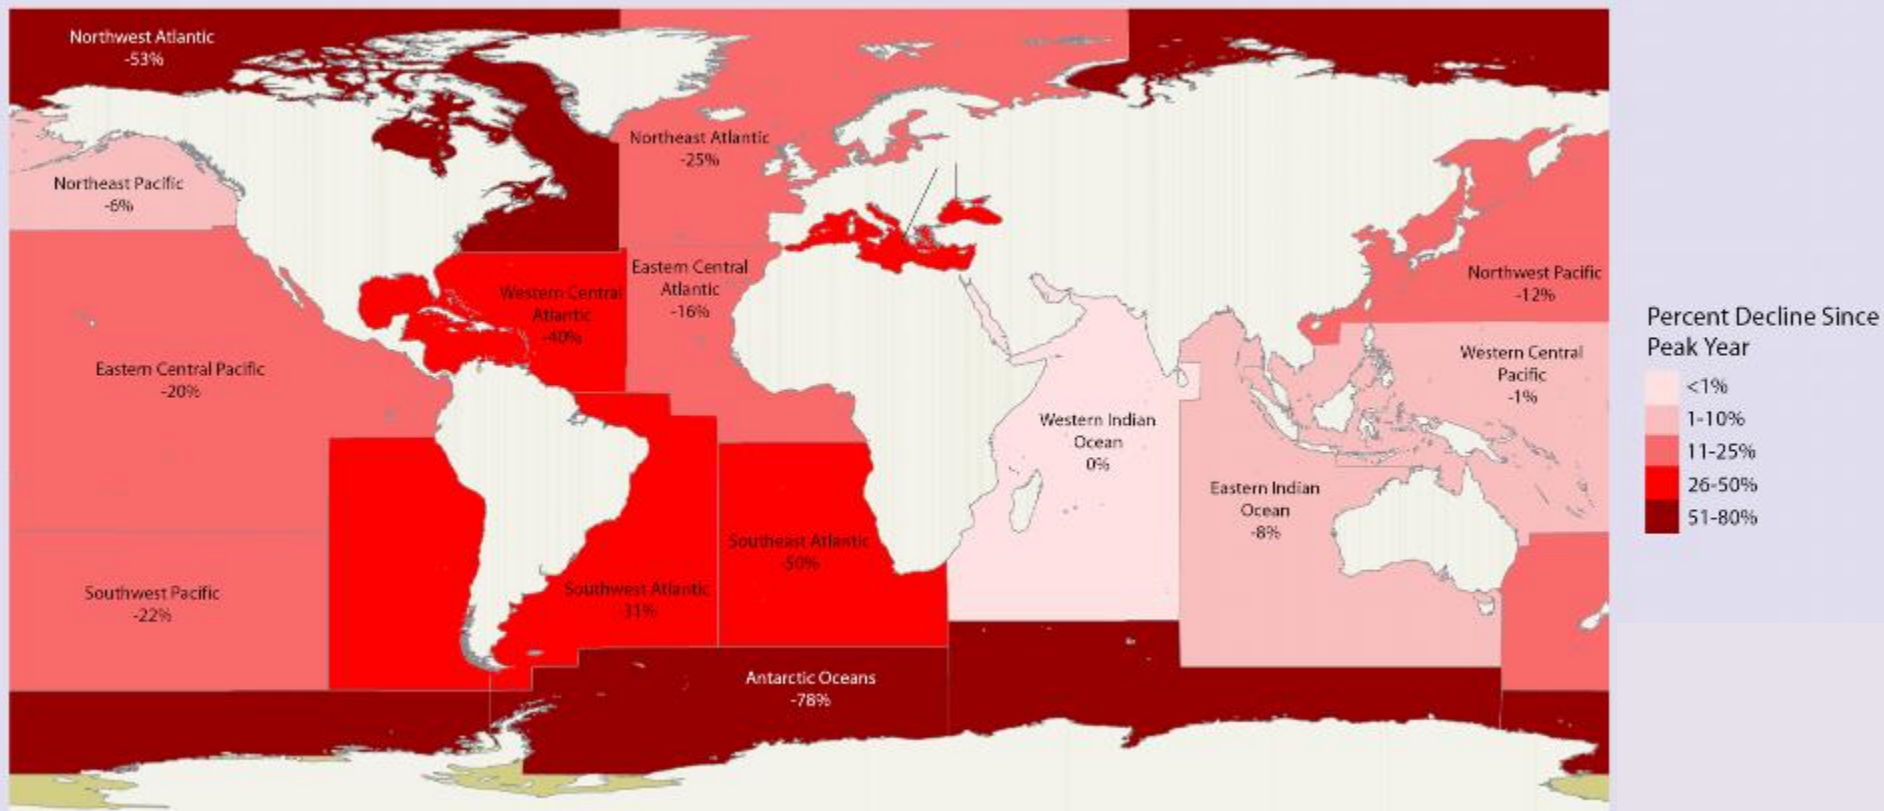 Northwest Atlantic
-53%
Northeast Atlantic
-25%
Northeast Pacific
-6%
Eastern Central
Atlantic
-16%
Western Central
Atlantic
-40%
Northwest Pacific
-12%
Eastern Central Pacific
-20%
Western Central
Pacific
-1%
Western Indian
Ocean
0%
Eastern Indian
Ocean
-8%
Southeast Atlantic
-50%
Southwest Atlantic
-31%
Southwest Pacific
-22%
Antarctic Oceans
-78%
Percent Decline Since
Peak Year
<1%
1-10%
11-25%
26-50%
51-80%